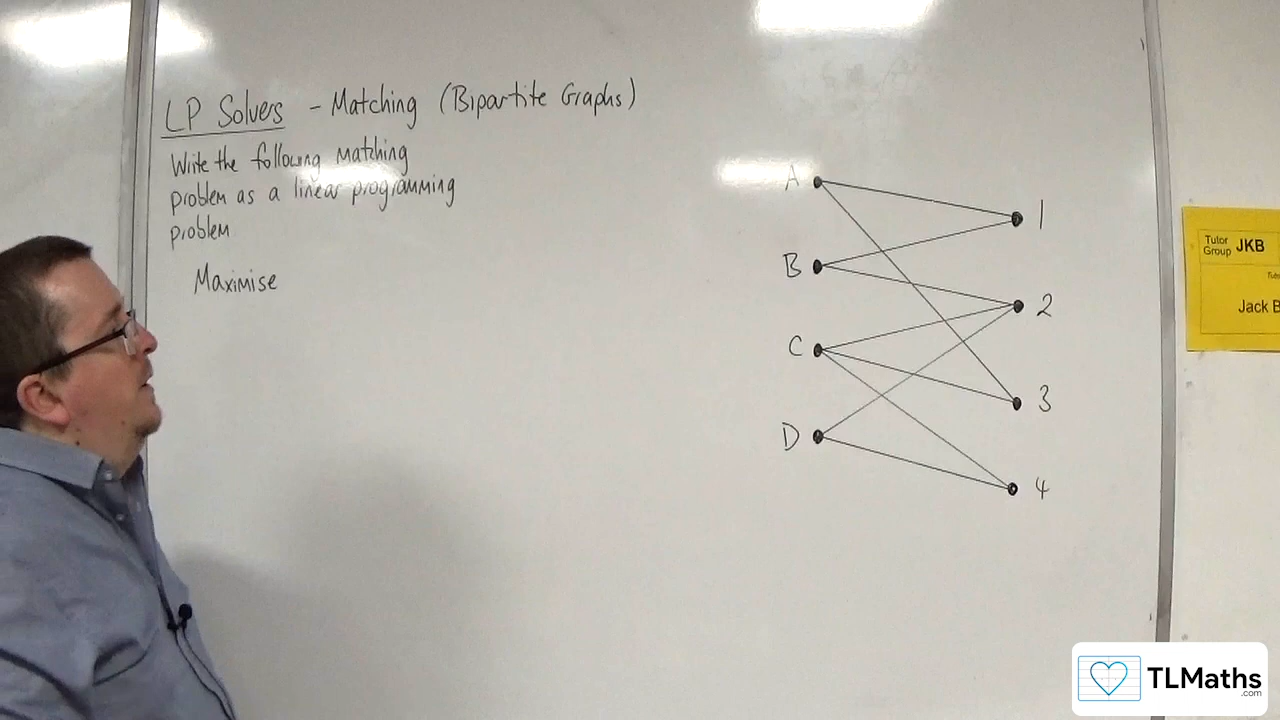 LP Solvers - Matching (Bipartite Graphs)
Write the following matching
problem as a linear programming
problem
Maximise
A
1
B
2
C
3
D
4
Tutor Group JKB
Jack B
TLMaths
.com